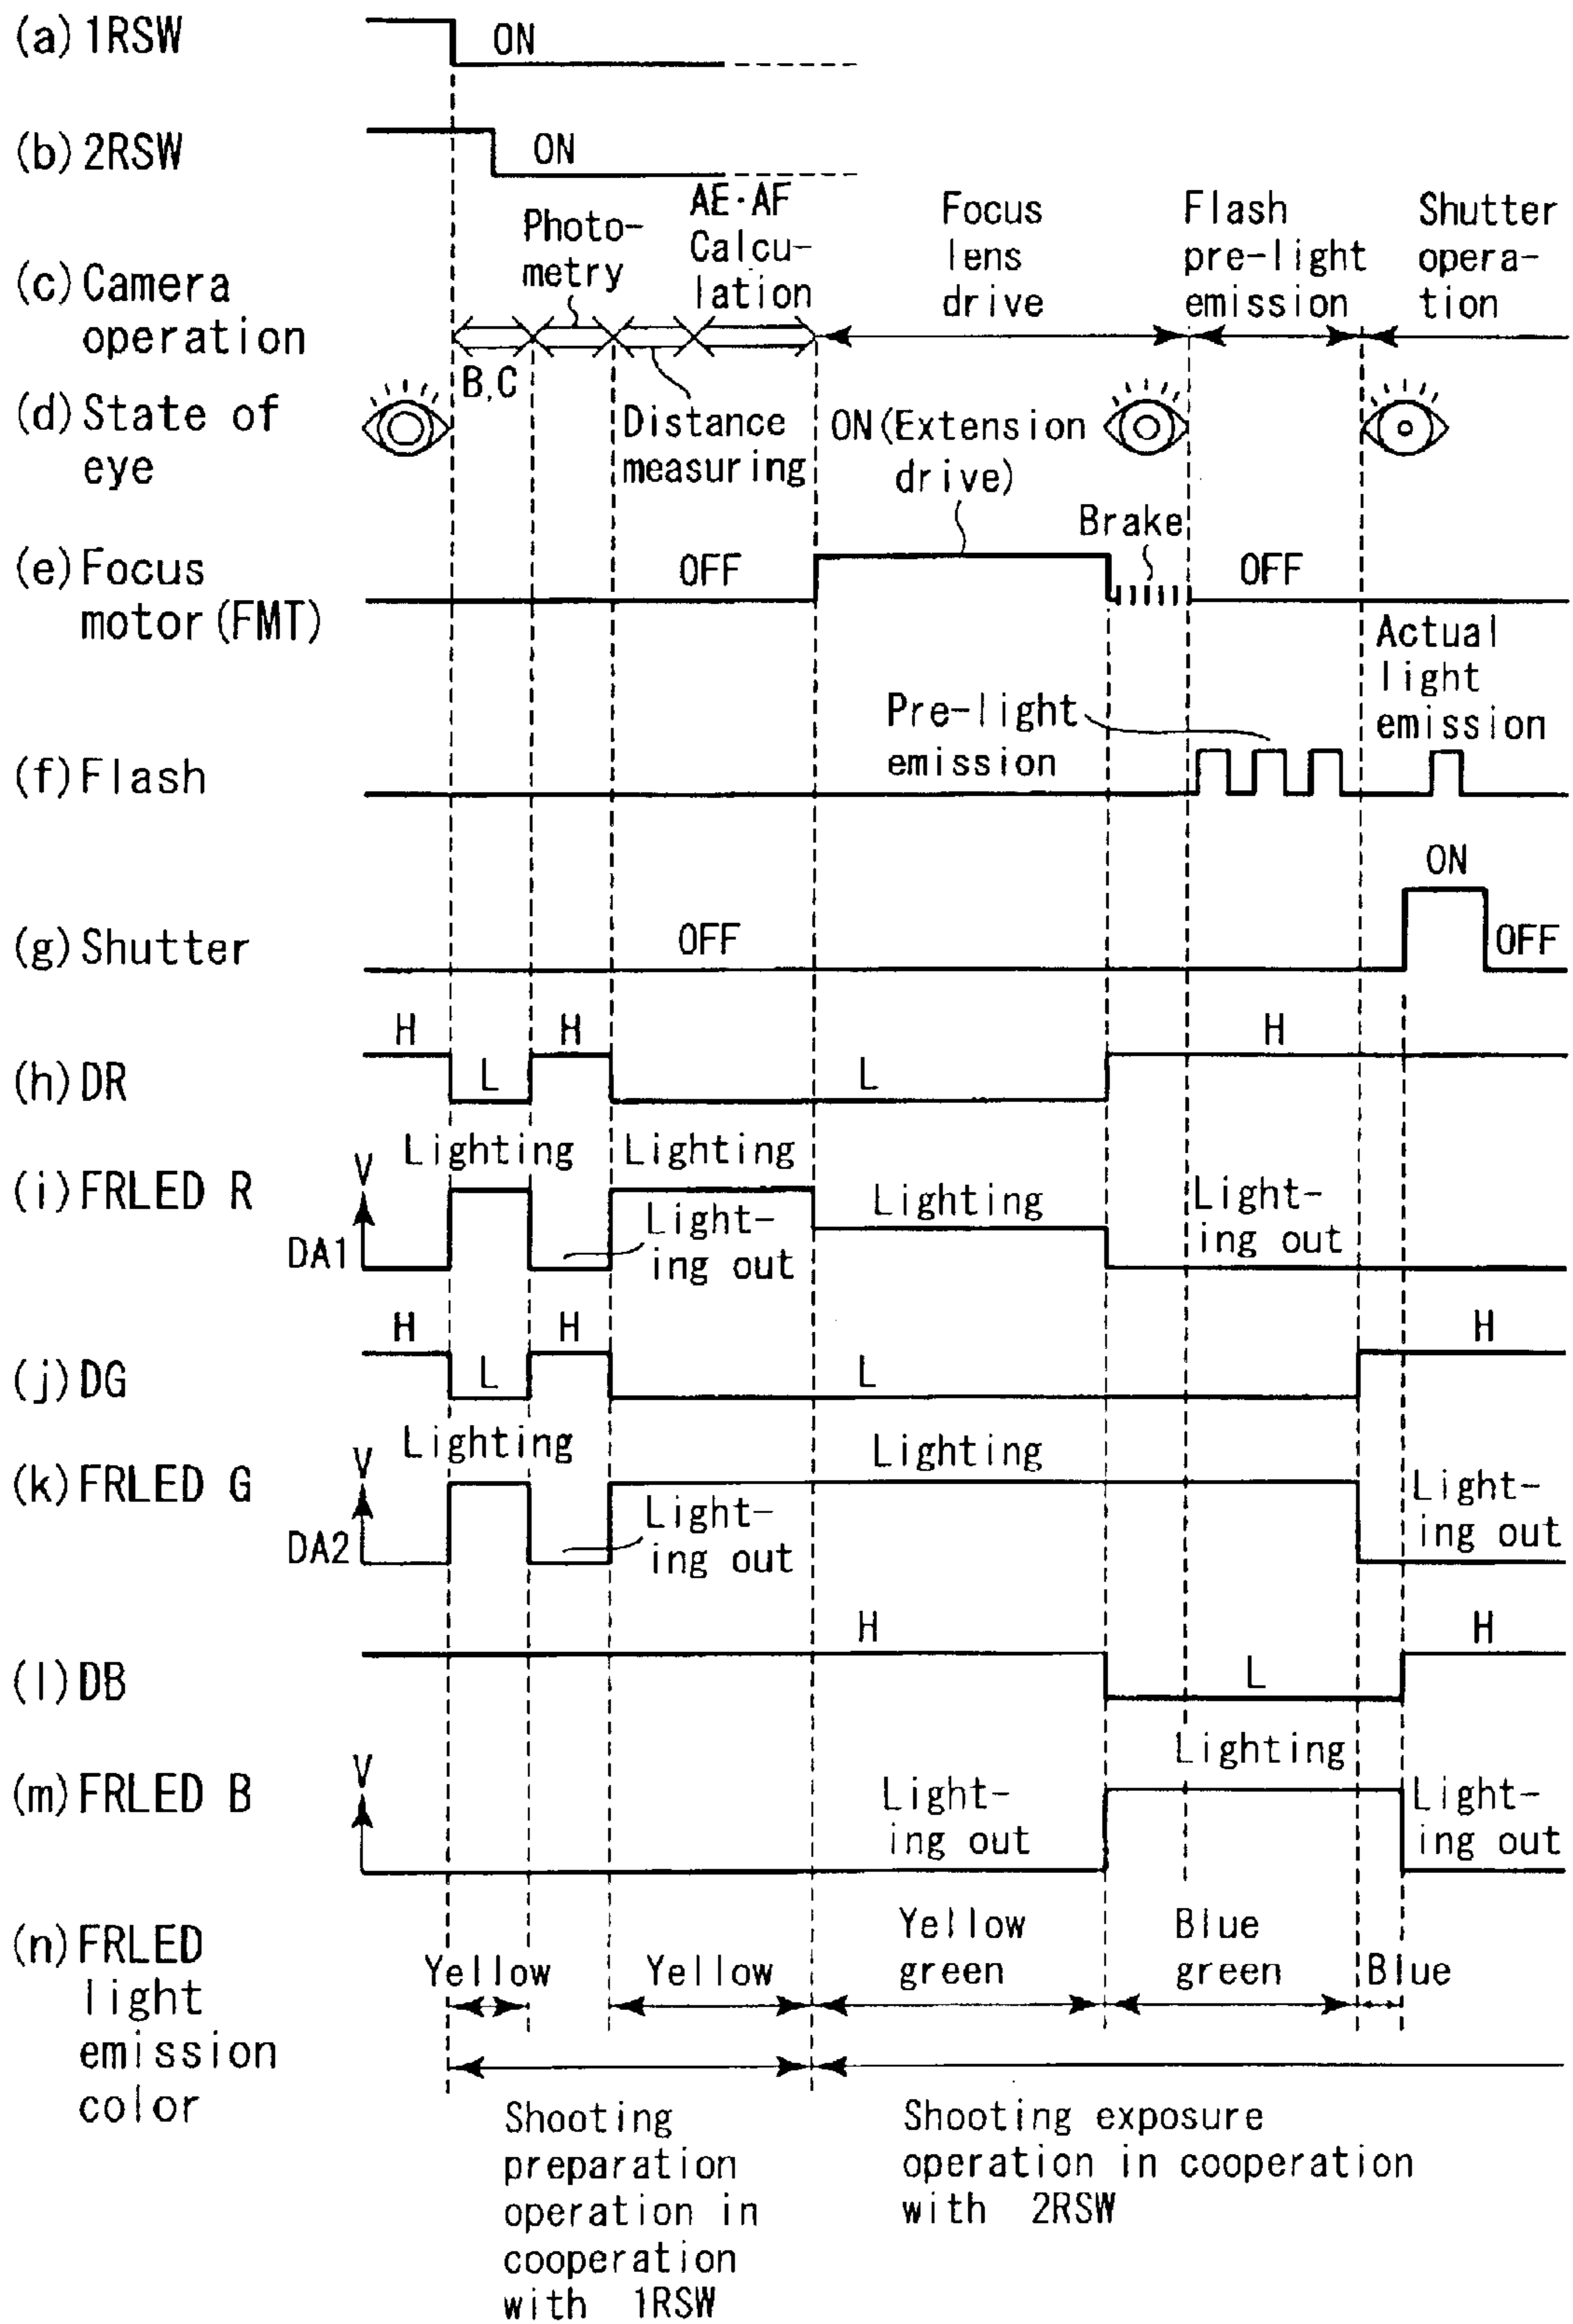 (a) 1RSW
ON
(b) 2RSW
ON
(c) Camera
operation
B,C
Photo-
metry
Distance
measuring
AE·AF
Calcu-
lation
Focus
lens
drive
Flash
pre-light
emission
Shutter
opera-
tion
(d) State of
eye
(e) Focus
motor (FMT)
OFF
ON (Extension
drive)
Brake
OFF
(f) Flash
Pre-light
emission
Actual
light
emission
(g) Shutter
OFF
ON
OFF
(h) DR
H
L
H
L
H
(i) FRLED R
V
DA1
Lighting
Light-
ing out
Lighting
Lighting
Light-
ing out
(j) DG
H
L
H
L
H
(k) FRLED G
V
DA2
Lighting
Light-
ing out
Lighting
Light-
ing out
(l) DB
H
L
H
(m) FRLED B
V
Light-
ing out
Lighting
Light-
ing out
(n) FRLED
light
emission
color
Yellow
Yellow
Yellow
green
Blue
green
Blue
Shooting
preparation
operation in
cooperation
with 1RSW
Shooting exposure
operation in cooperation
with 2RSW